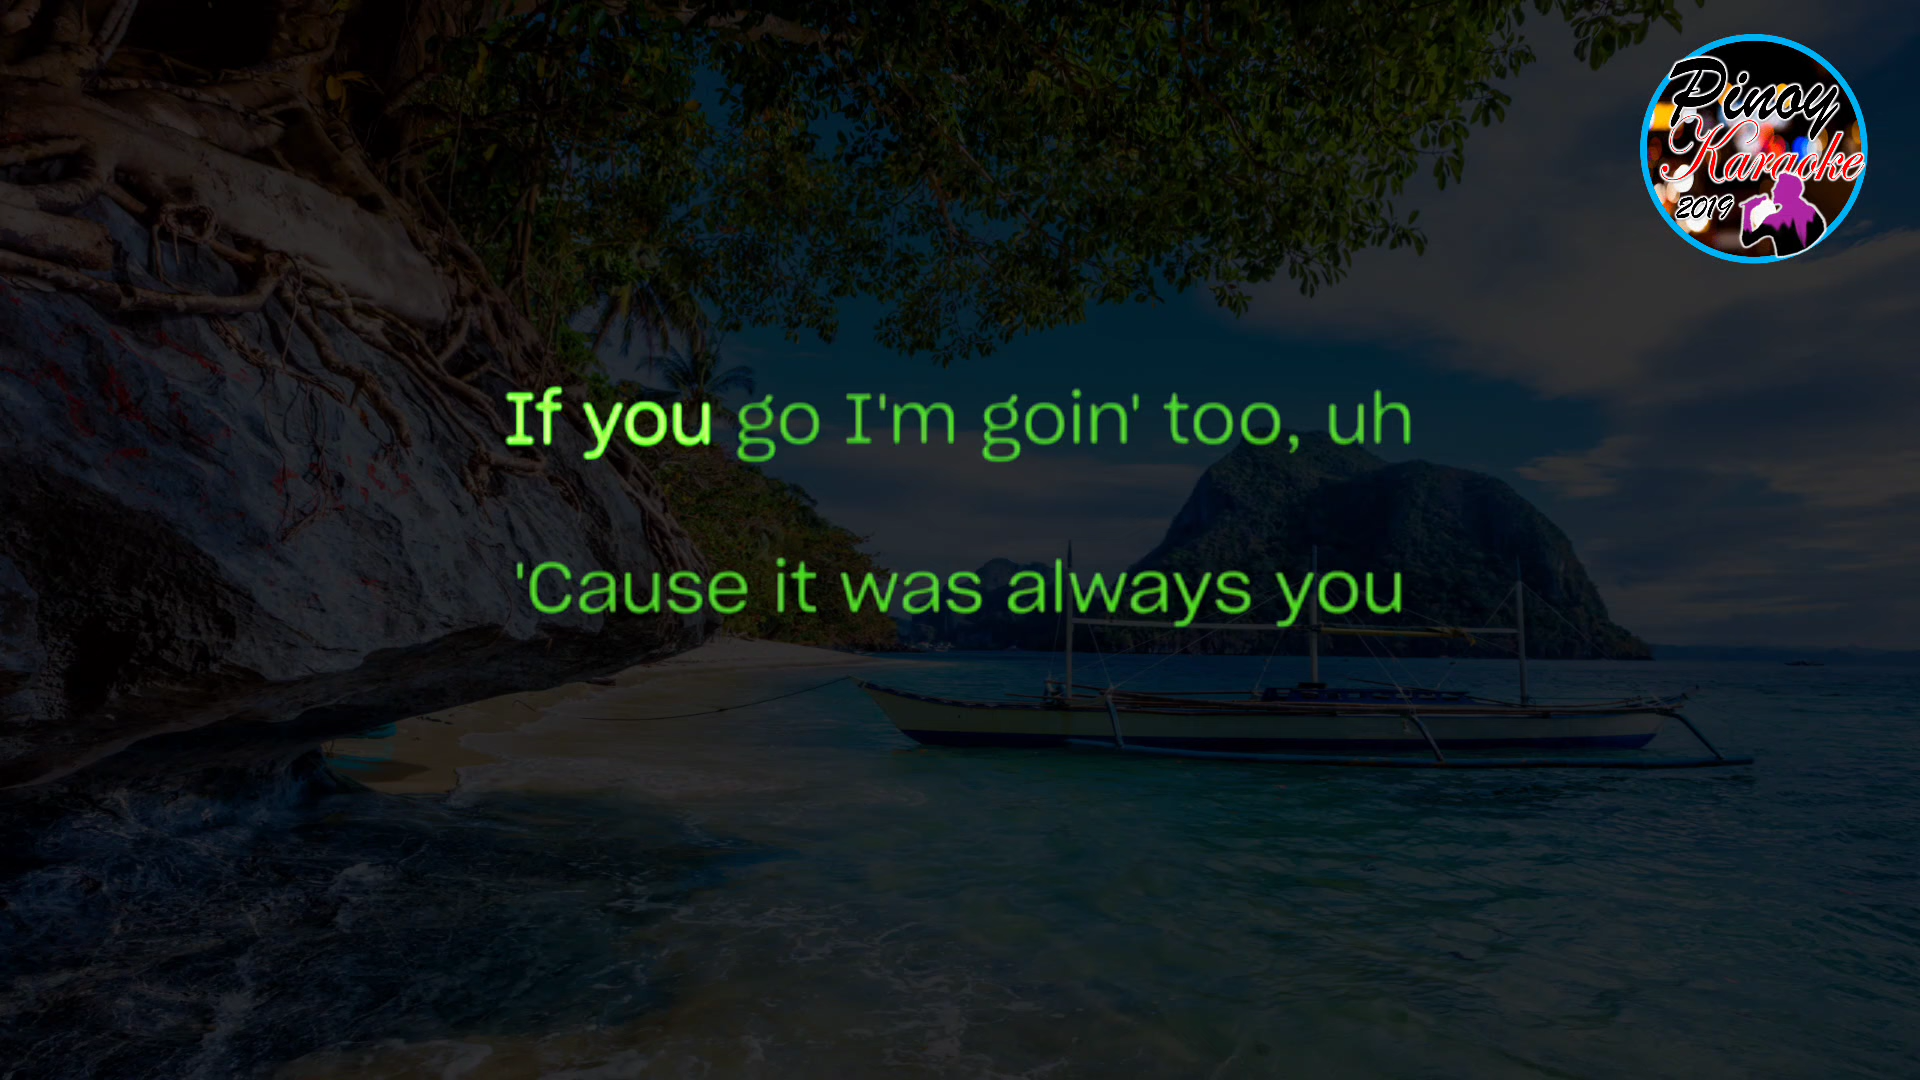 Pinoy
Karaoke
2019
If you go I'm goin' too, uh
'Cause it was always you